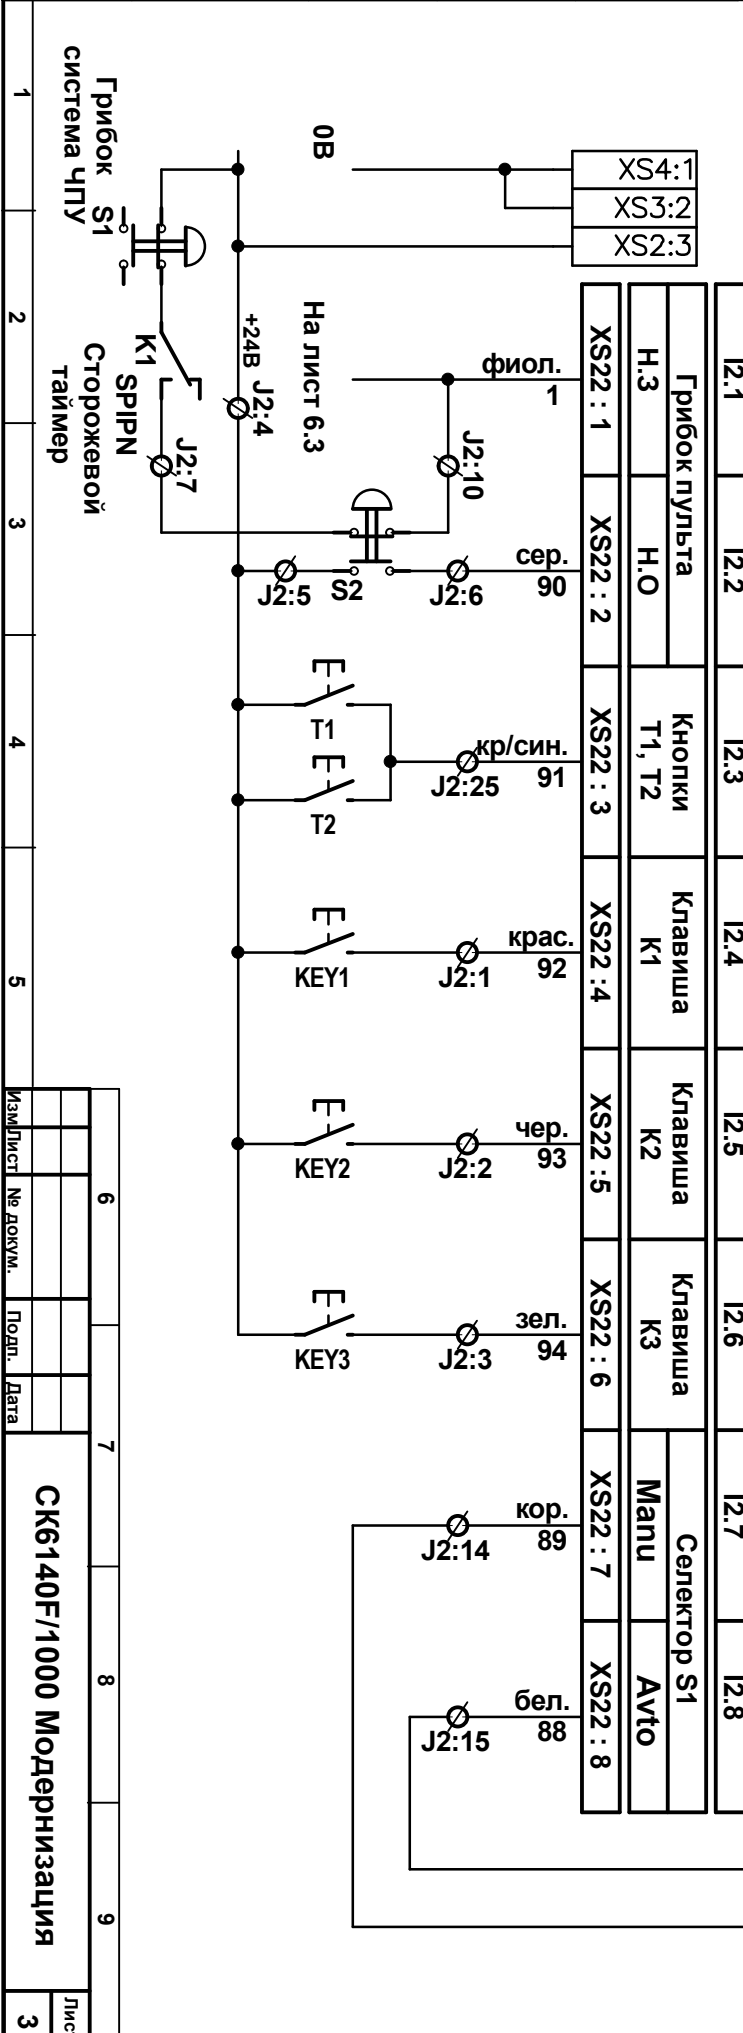 XS4:1
XS3:2
XS2:3
0В
I2.1
I2.2
I2.3
I2.4
I2.5
I2.6
I2.7
I2.8
Грибок пульта
Н.З
Н.О
Кнопки
Т1, Т2
Клавиша
К1
Клавиша
К2
Клавиша
К3
Селектор S1
Manu
Avto
XS22 : 1
XS22 : 2
XS22 : 3
XS22 :4
XS22 :5
XS22 : 6
XS22 : 7
XS22 : 8
фиол.
1
сер.
90
кр/син.
91
крас.
92
чер.
93
зел.
94
кор.
89
бел.
88
На лист 6.3
+24В
J2:4
J2:10
J2:7
J2:5
S2
J2:6
T1
T2
J2:25
KEY1
J2:1
KEY2
J2:2
KEY3
J2:3
J2:14
J2:15
Грибок
система ЧПУ
S1
K1
SPIPN
Сторожевой
таймер
1
2
3
4
5
6
7
8
9
Изм
Лист
№ докум.
Подп.
Дата
СК6140F/1000 Модернизация
3